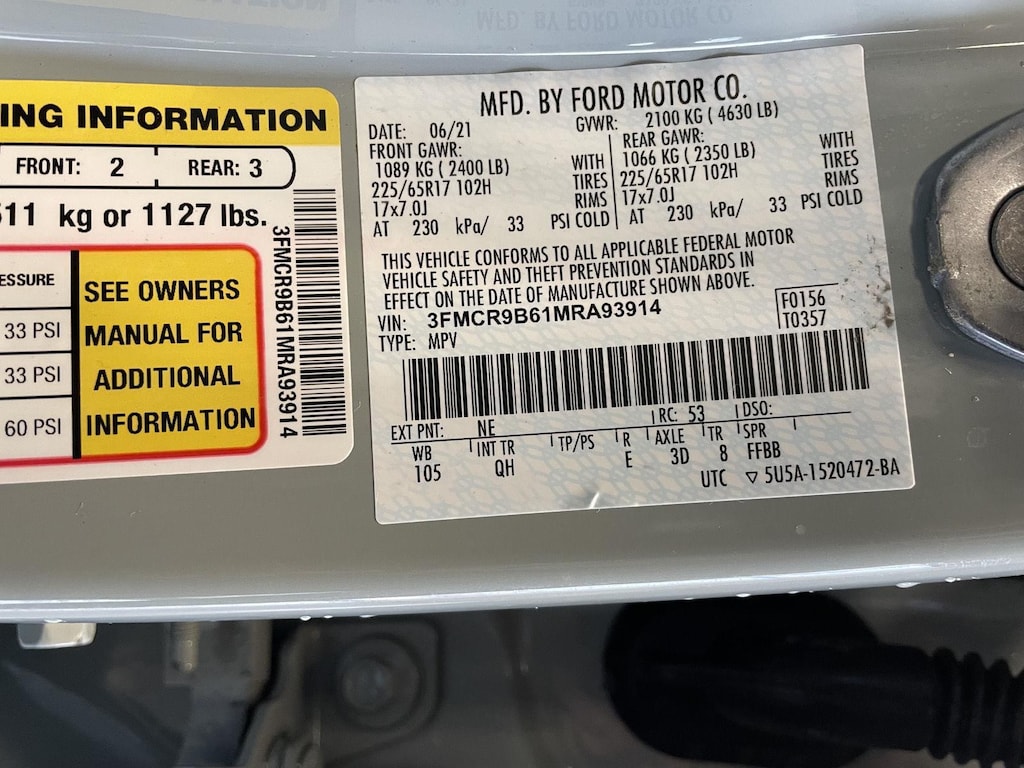 ING INFORMATION
FRONT: 2 REAR: 3
511 kg or 1127 lbs.
ESSURE
33 PSI
33 PSI
60 PSI
SEE OWNERS
MANUAL FOR
ADDITIONAL
INFORMATION
3FMCR9B61MRA93914
MFD. BY FORD MOTOR CO.
DATE: 06/21 GVWR: 2100 KG ( 4630 LB)
FRONT GAWR:
1089 KG ( 2400 LB) WITH
225/65R17 102H TIRES
17x7.0J RIMS
AT 230 kPa/ 33 PSI COLD
REAR GAWR:
1066 KG ( 2350 LB) WITH
225/65R17 102H TIRES
17x7.0J RIMS
AT 230 kPa/ 33 PSI COLD
THIS VEHICLE CONFORMS TO ALL APPLICABLE FEDERAL MOTOR
VEHICLE SAFETY AND THEFT PREVENTION STANDARDS IN
EFFECT ON THE DATE OF MANUFACTURE SHOWN ABOVE.
VIN: 3FMCR9B61MRA93914
F0156
T0357
TYPE: MPV
EXT PNT: NE RC: 53 DSO:
WB INT TR TP/PS R AXLE TR SPR
105 QH E 3D 8 FFBB
UTC ▽ 5U5A-1520472-BA